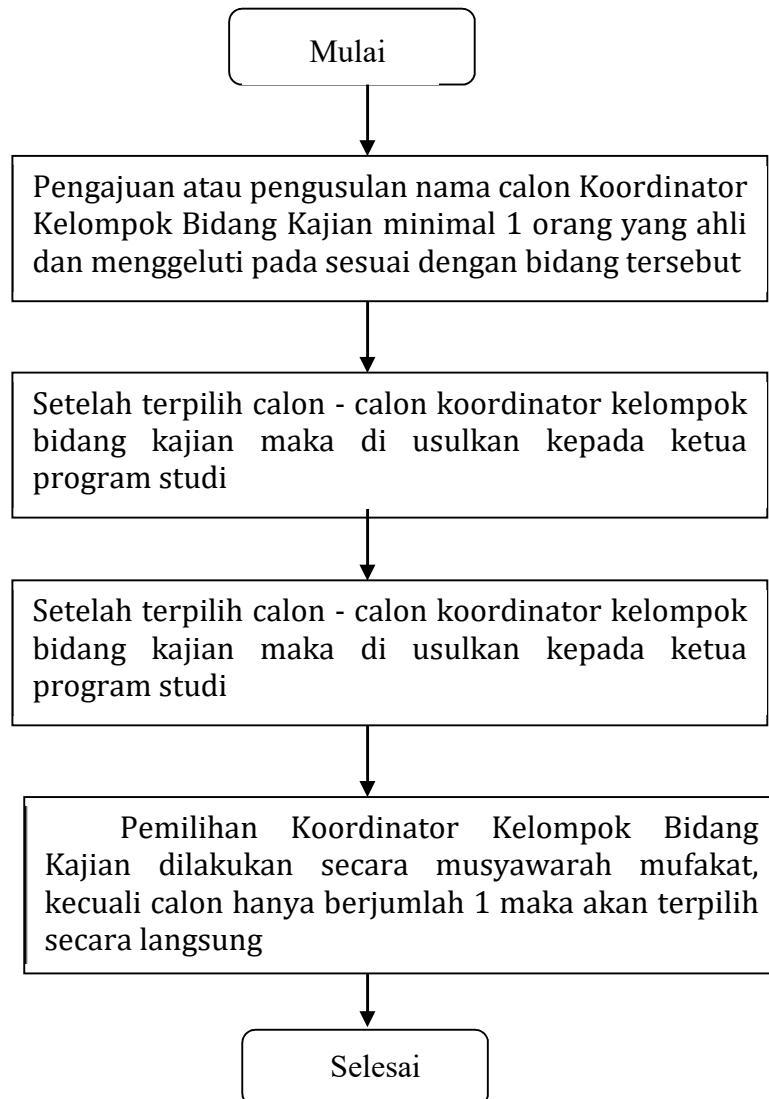 Mulai
Pengajuan atau pengusulan nama calon Koordinator
Kelompok Bidang Kajian minimal 1 orang yang ahli
dan menggeluti pada sesuai dengan bidang tersebut
Setelah terpilih calon - calon koordinator kelompok
bidang kajian maka di usulkan kepada ketua
program studi
Setelah terpilih calon - calon koordinator kelompok
bidang kajian maka di usulkan kepada ketua
program studi
Pemilihan Koordinator Kelompok Bidang
Kajian dilakukan secara musyawarah mufakat,
kecuali calon hanya berjumlah 1 maka akan terpilih
secara langsung
Selesai